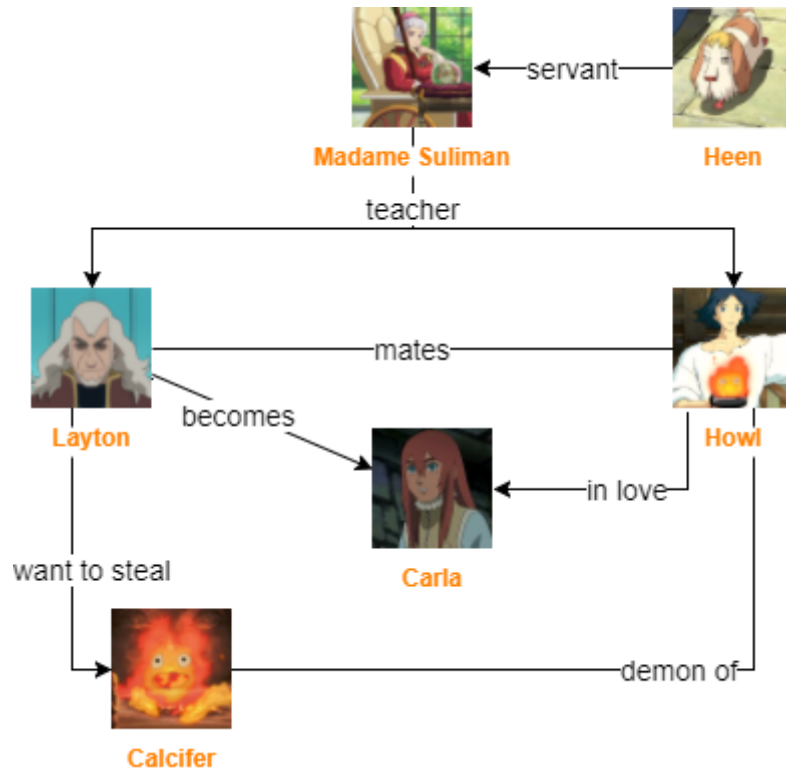 servant
Madame Suliman
Heen
teacher
mates
becomes
Layton
Howl
in love
Carla
want to steal
demon of
Calcifer